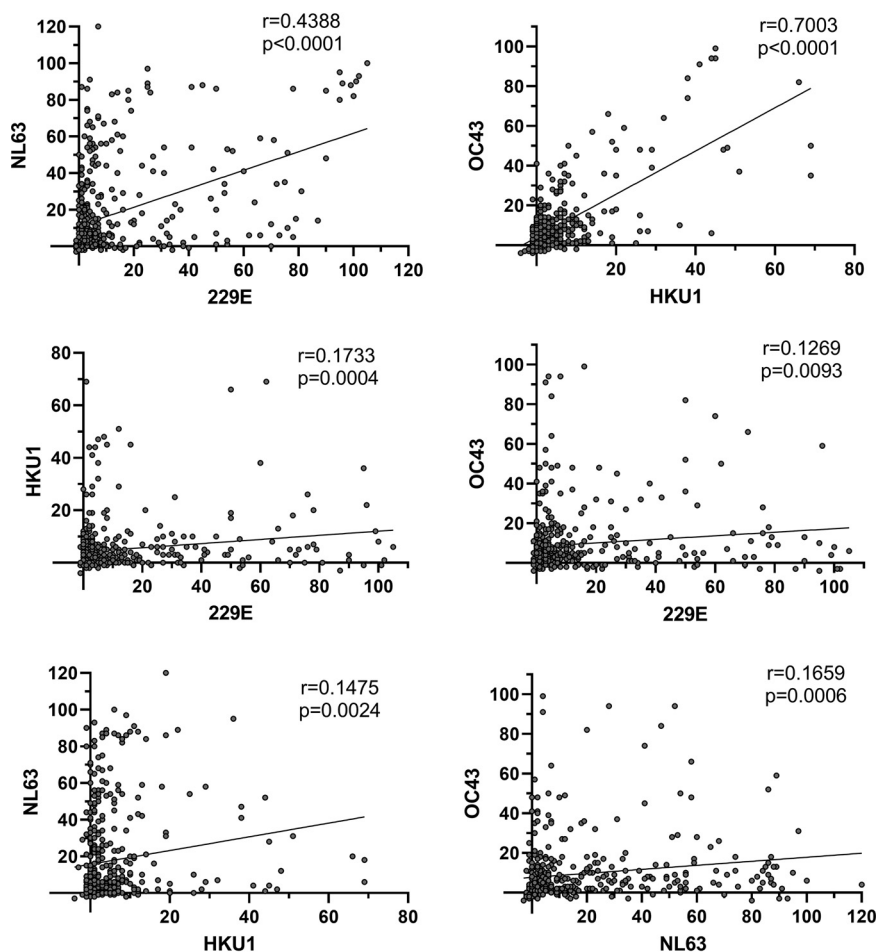 r=0.4388
p<0.0001
120
100
80
60
40
20
NL63
20 40 60 80 100 120
229E
r=0.7003
p<0.0001
100
80
60
40
20
OC43
20 40 60 80
HKU1
r=0.1733
p=0.0004
80
60
40
20
HKU1
20 40 60 80 100
229E
r=0.1269
p=0.0093
100
80
60
40
20
OC43
20 40 60 80 100
229E
r=0.1475
p=0.0024
120
100
80
60
40
20
NL63
20 40 60 80
HKU1
r=0.1659
p=0.0006
100
80
60
40
20
OC43
20 40 60 80 100 120
NL63